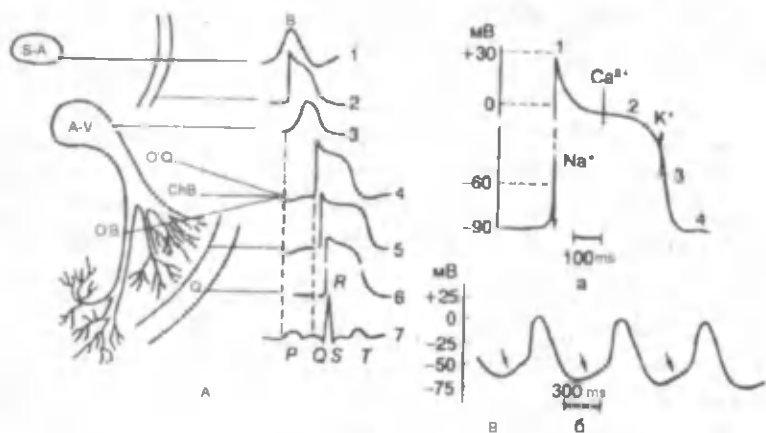 S-A
B
1
2
A-V
3
O'Q
ChB
4
O'B
5
Q
R
6
7
P Q S T
A
мВ
+30
1
Ca²⁺
0
2
K⁺
Na⁺
3
-60
-90
4
100 ms
а
мВ
+25
0
-25
-50
-75
300 ms
В
б